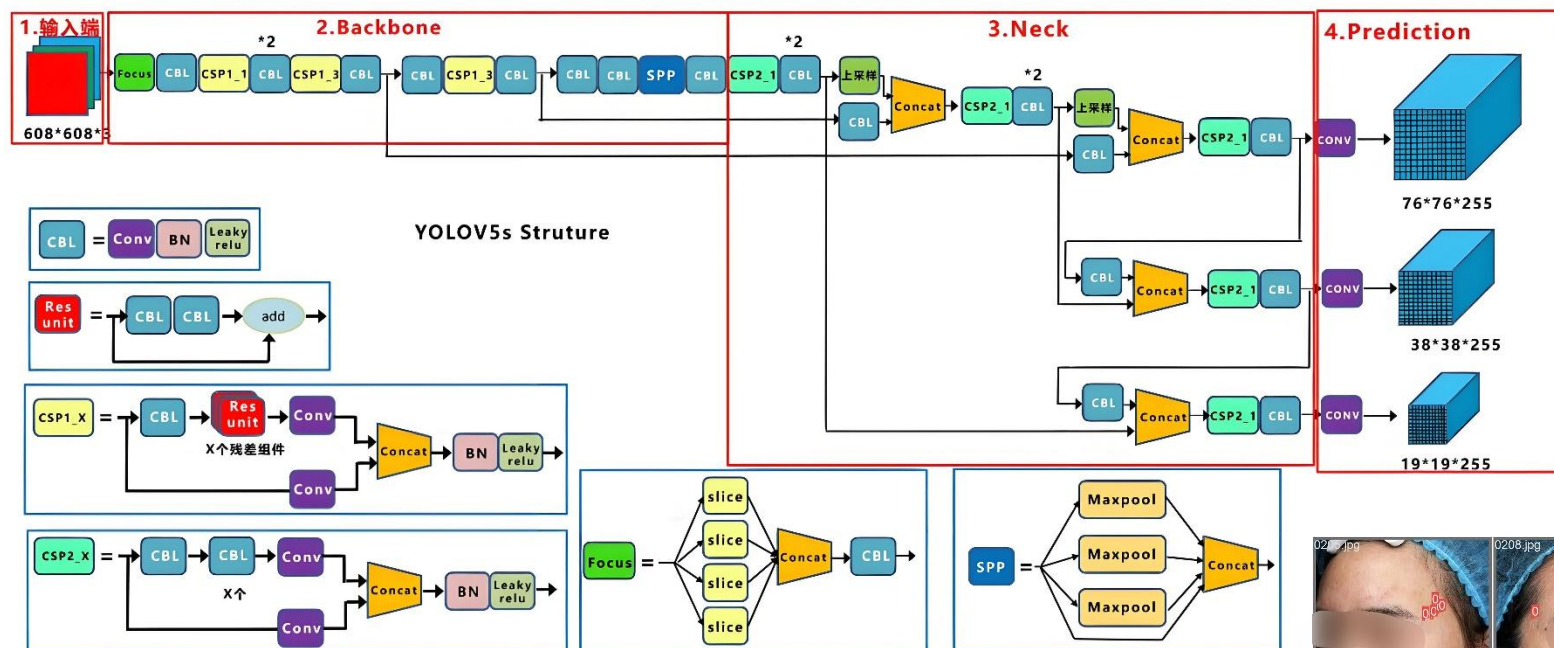 1.输入端
2.Backbone
3.Neck
4.Prediction
*2
*2
*2
Focus
CBL
CSP1_1
CBL
CSP1_3
CBL
CBL
CSP1_3
CBL
CBL
CBL
SPP
CBL
CSP2_1
CBL
上采样
CBL
Concat
CSP2_1
CBL
上采样
CBL
Concat
CSP2_1
CBL
CONV
608*608*3
76*76*255
YOLOV5s Struture
CBL
=
Conv
BN
Leaky
relu
CBL
Concat
CSP2_1
CBL
CONV
38*38*255
Res
unit
=
CBL
CBL
add
CBL
Concat
CSP2_1
CBL
CONV
19*19*255
CSP1_X
=
CBL
Res
unit
Conv
X个残差组件
Conv
Concat
BN
Leaky
relu
CSP2_X
=
CBL
CBL
Conv
X个
Conv
Concat
BN
Leaky
relu
Focus
=
slice
slice
slice
slice
Concat
CBL
SPP
=
Maxpool
Maxpool
Maxpool
Concat
0208.jpg
0